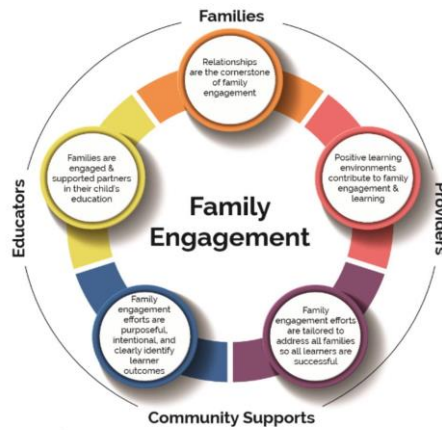 Families
Relationships
are the cornerstone
of family
engagement
Families are
engaged &
supported partners
in their child's
education
Positive learning
environments
contribute to family
engagement &
learning
Educators
Providers
Family
Engagement
Family
engagement
efforts are
purposeful,
intentional, and
clearly identify
learner
outcomes
Family
engagement efforts
are tailored to
address all families
so all learners are
successful
Community Supports